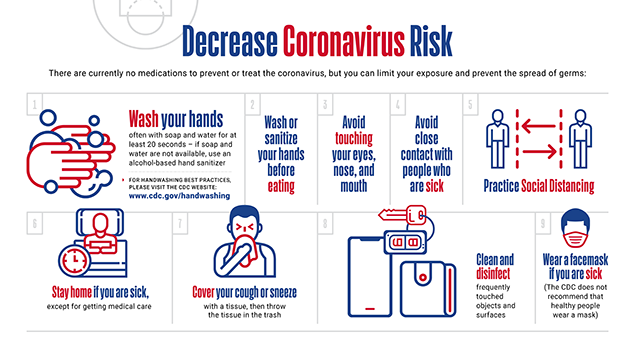 Decrease Coronavirus Risk
There are currently no medications to prevent or treat the coronavirus, but you can limit your exposure and prevent the spread of germs:
1
Wash your hands
often with soap and water for at
least 20 seconds – if soap and
water are not available, use an
alcohol-based hand sanitizer
FOR HANDWASHING BEST PRACTICES,
PLEASE VISIT THE CDC WEBSITE:
www.cdc.gov/handwashing
2
Wash or
sanitize
your hands
before
eating
3
Avoid
touching
your eyes,
nose, and
mouth
4
Avoid
close
contact with
people who
are sick
5
Practice Social Distancing
6
Stay home if you are sick,
except for getting medical care
7
Cover your cough or sneeze
with a tissue, then throw
the tissue in the trash
8
Clean and
disinfect
frequently
touched
objects and
surfaces
9
Wear a facemask
if you are sick
(The CDC does not
recommend that
healthy people
wear a mask)